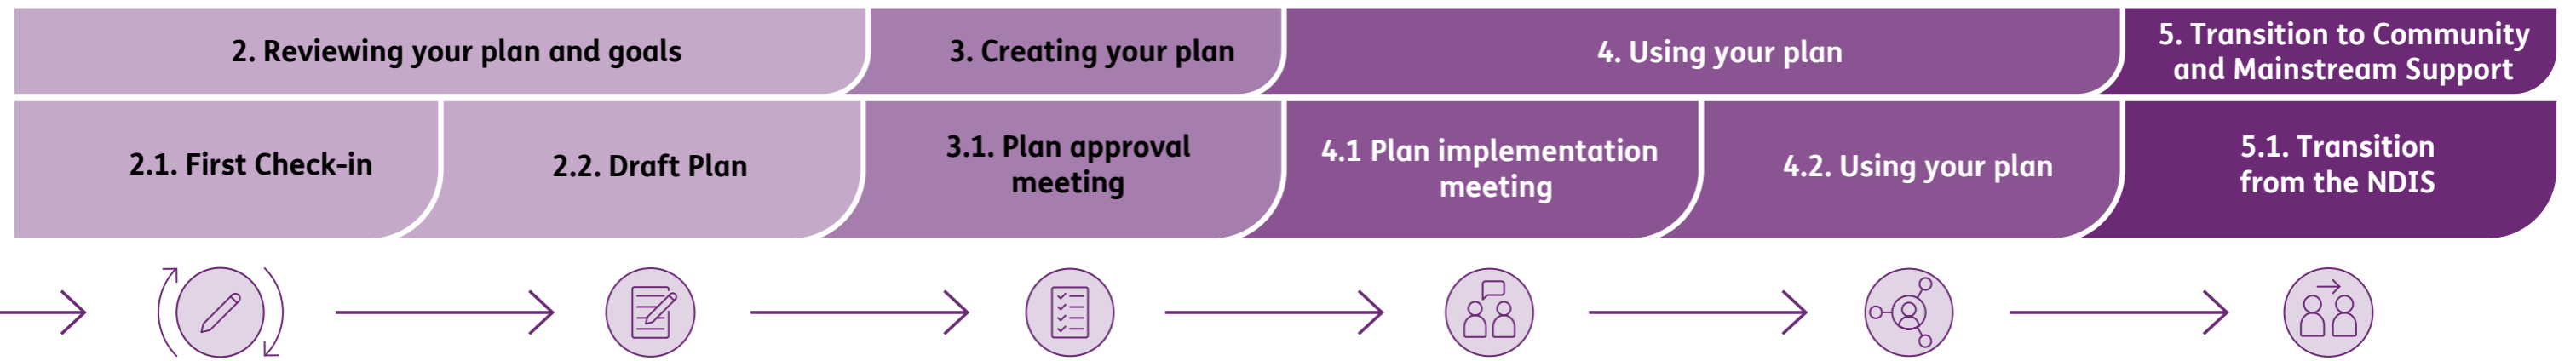 2. Reviewing your plan and goals
3. Creating your plan
4. Using your plan
5. Transition to Community
and Mainstream Support
2.1. First Check-in
2.2. Draft Plan
3.1. Plan approval
meeting
4.1 Plan implementation
meeting
4.2. Using your plan
5.1. Transition
from the NDIS